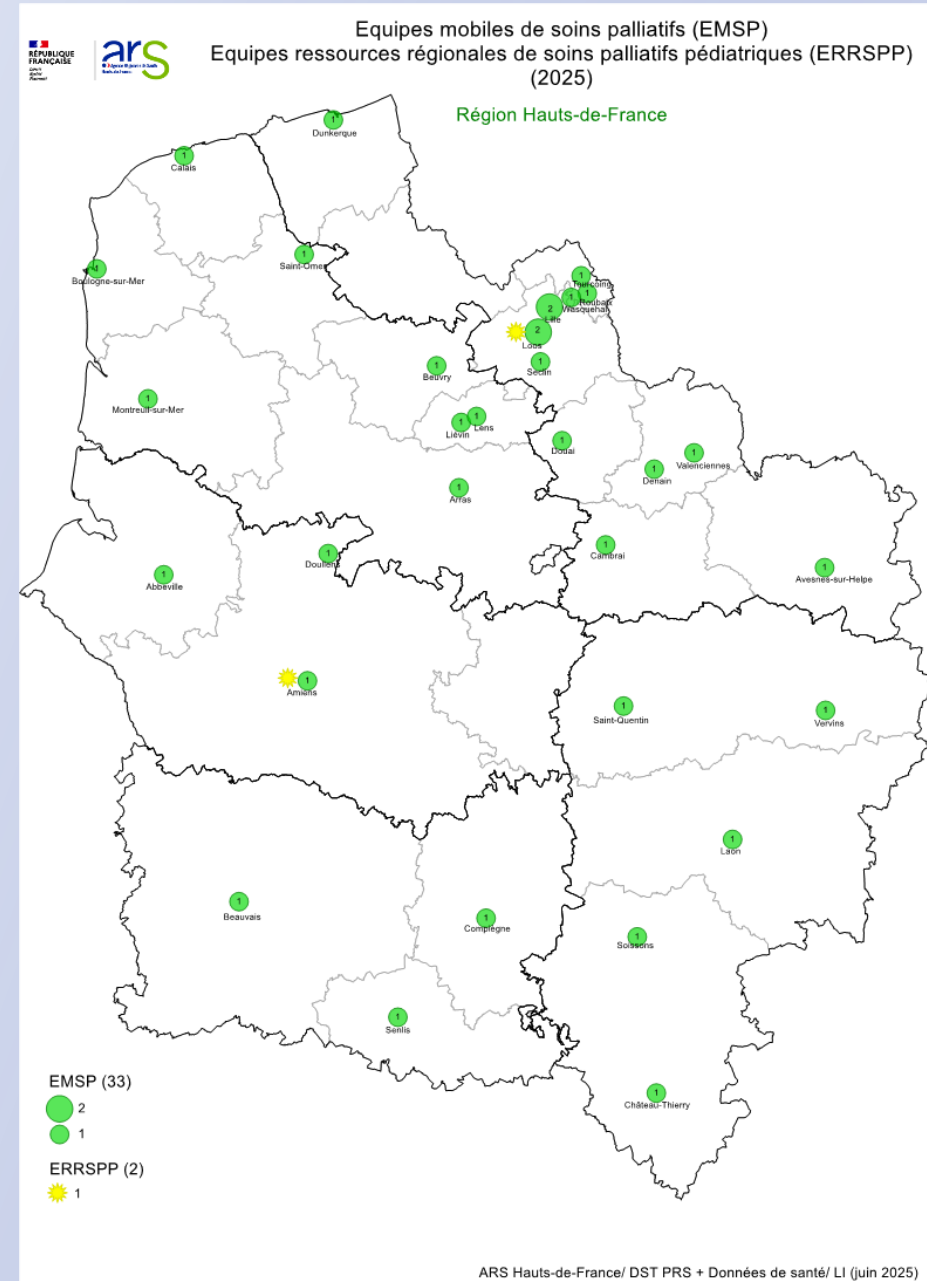 Equipes mobiles de soins palliatifs (EMSP)
Equipes ressources régionales de soins palliatifs pédiatriques (ERRSPP)
(2025)
RÉPUBLIQUE
FRANÇAISE
ars
Région Hauts-de-France
1
Dunkerque
1
Calais
1
Saint-Omer
1
Boulogne-sur-Mer
1
Tourcoing
1
Roubaix
1
Wasquehal
2
Lille
2
Loos
1
Seclin
1
Beuvry
1
Montreuil-sur-Mer
1
Lens
1
Liévin
1
Douai
1
Valenciennes
1
Denain
1
Arras
1
Cambrai
1
Doullens
1
Abbeville
1
Avesnes-sur-Helpe
1
Amiens
1
Saint-Quentin
1
Vervins
1
Laon
1
Beauvais
1
Compiègne
1
Soissons
1
Senlis
1
Château-Thierry
EMSP (33)
2
1
ERRSPP (2)
1
ARS Hauts-de-France/ DST PRS + Données de santé/ LI (juin 2025)